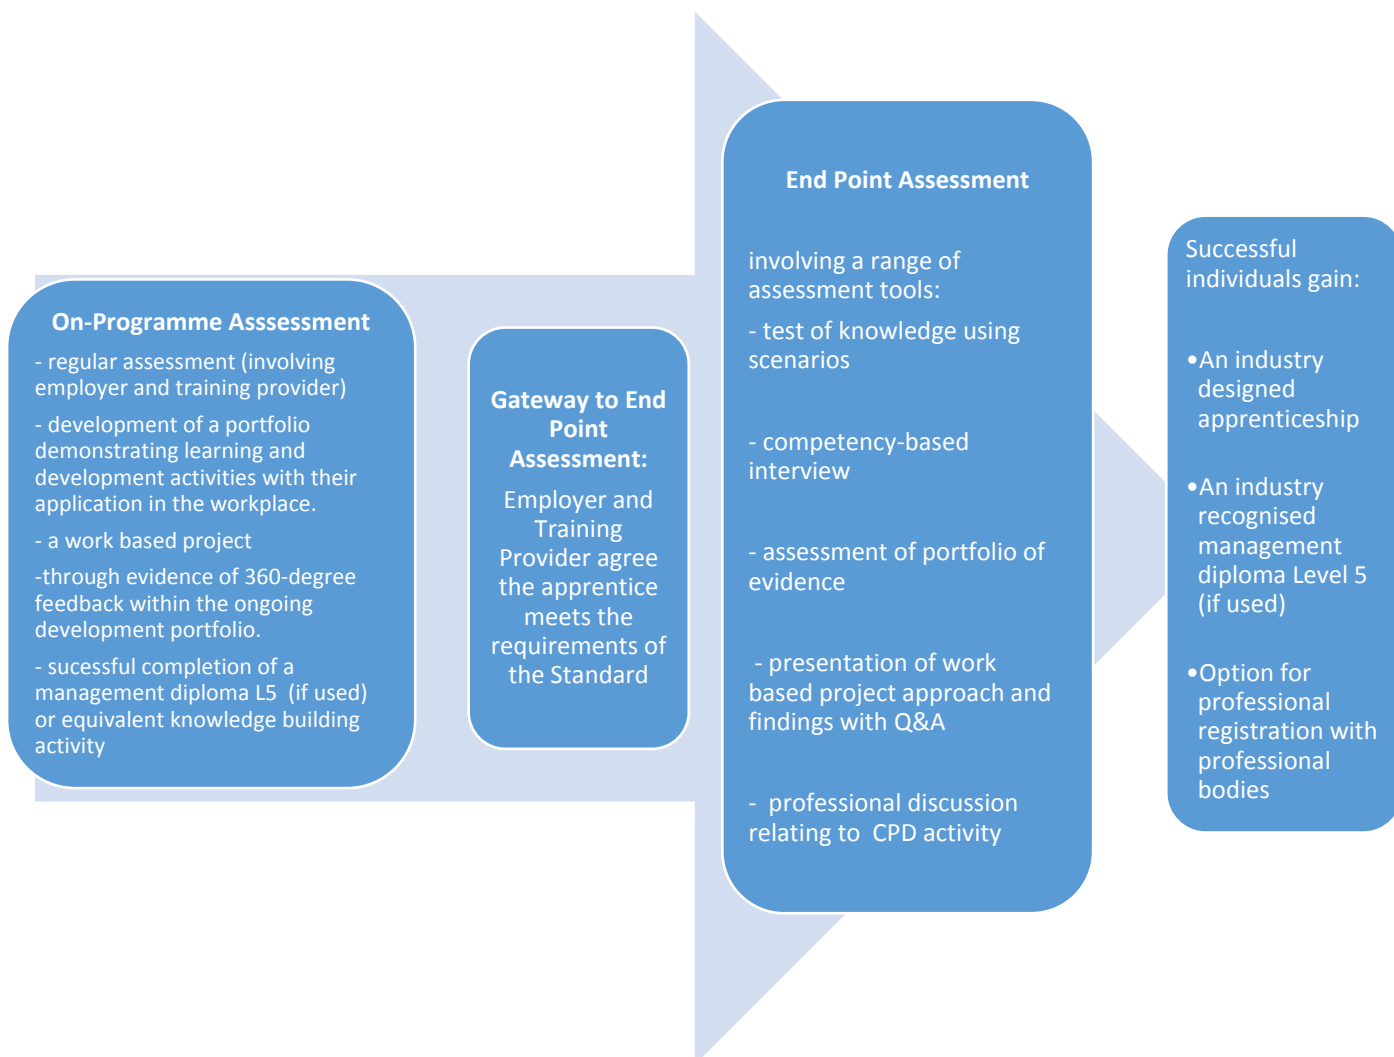 On-Programme Asssessment
- regular assessment (involving
employer and training provider)
- development of a portfolio
demonstrating learning and
development activities with their
application in the workplace.
- a work based project
-through evidence of 360-degree
feedback within the ongoing
development portfolio.
- sucessful completion of a
management diploma L5 (if used)
or equivalent knowledge building
activity
Gateway to End
Point
Assessment:
Employer and
Training
Provider agree
the apprentice
meets the
requirements of
the Standard
End Point Assessment
involving a range of
assessment tools:
- test of knowledge using
scenarios
- competency-based
interview
- assessment of portfolio of
evidence
- presentation of work
based project approach and
findings with Q&A
- professional discussion
relating to CPD activity
Successful
individuals gain:
•An industry
designed
apprenticeship
•An industry
recognised
management
diploma Level 5
(if used)
•Option for
professional
registration with
professional
bodies